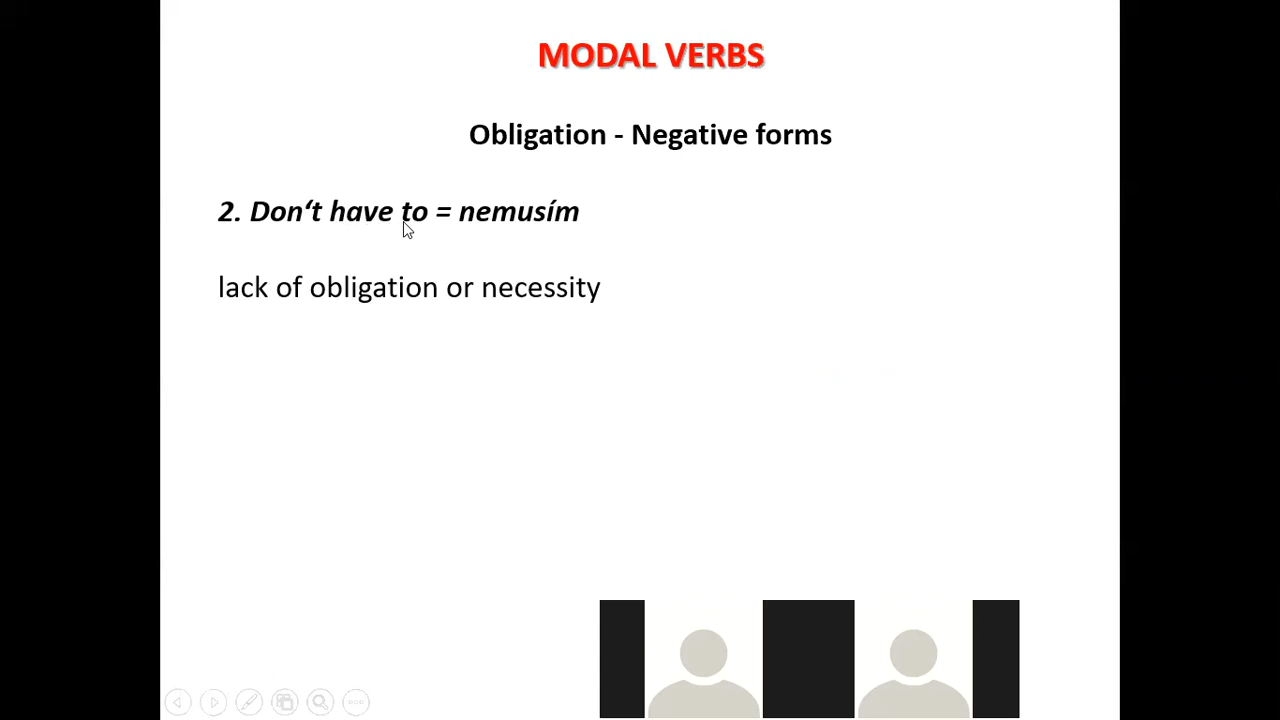 MODAL VERBS
Obligation - Negative forms
2. Don‘t have to = nemusím
lack of obligation or necessity